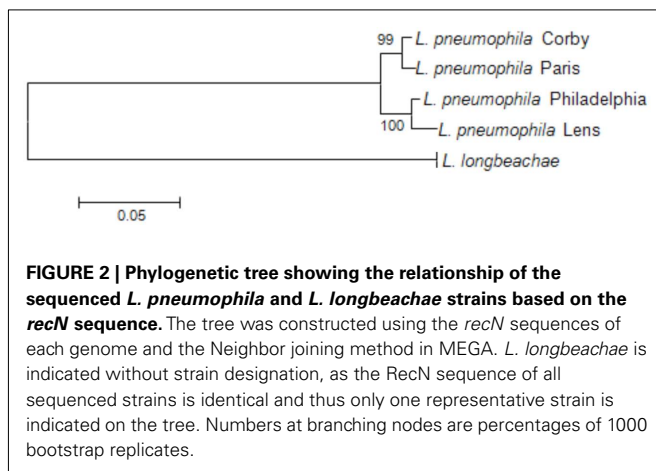 99
L. pneumophila Corby
L. pneumophila Paris
L. pneumophila Philadelphia
100
L. pneumophila Lens
L. longbeachae
0.05
FIGURE 2 | Phylogenetic tree showing the relationship of the
sequenced L. pneumophila and L. longbeachae strains based on the
recN sequence. The tree was constructed using the recN sequences of
each genome and the Neighbor joining method in MEGA. L. longbeachae is
indicated without strain designation, as the RecN sequence of all
sequenced strains is identical and thus only one representative strain is
indicated on the tree. Numbers at branching nodes are percentages of 1000
bootstrap replicates.